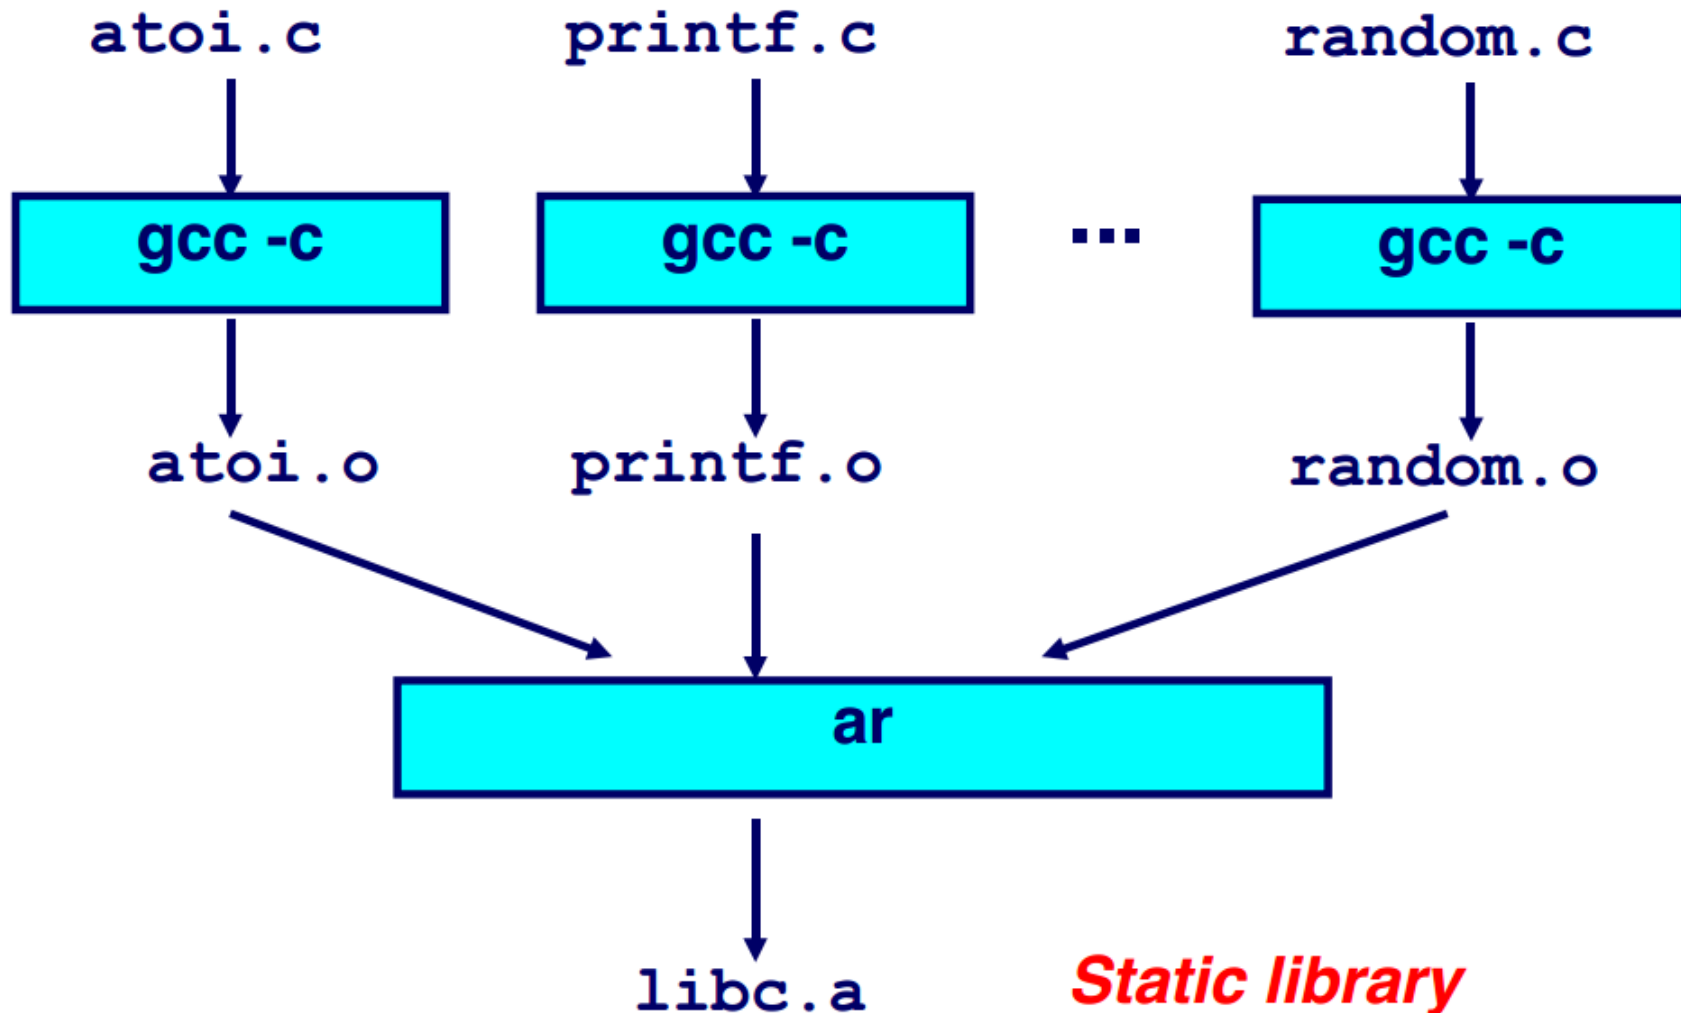 atoi.c printf.c random.c
gcc -c gcc -c ... gcc -c
atoi.o printf.o random.o
ar
libc.a Static library